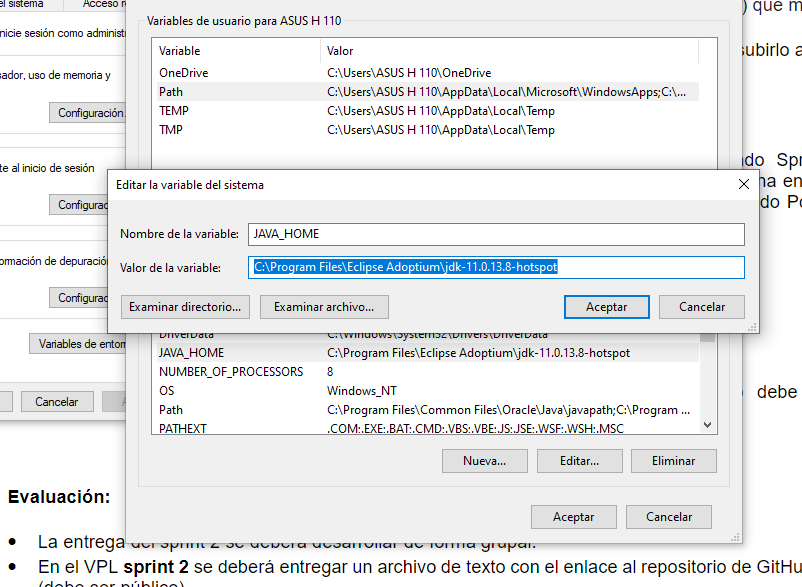 el sistema
Acceso r
) que m
Variables de usuario para ASUS H 110
inicie sesión como administ
subirlo a
Variable Valor
OneDrive C:\Users\ASUS H 110\OneDrive
sador, uso de memoria y
Path C:\Users\ASUS H 110\AppData\Local\Microsoft\WindowsApps;C:\...
Configuración
TEMP C:\Users\ASUS H 110\AppData\Local\Temp
TMP C:\Users\ASUS H 110\AppData\Local\Temp
te al inicio de sesión
do Spr
Editar la variable del sistema
na en
Configurac
do Po
Nombre de la variable: JAVA_HOME
ormación de depuración
Valor de la variable: C:\Program Files\Eclipse Adoptium\jdk-11.0.13.8-hotspot
Configurac
Examinar directorio... Examinar archivo... Aceptar Cancelar
DriverData C:\Windows\System32\Drivers\DriverData
Variables de entorn
JAVA_HOME C:\Program Files\Eclipse Adoptium\jdk-11.0.13.8-hotspot
NUMBER_OF_PROCESSORS 8
OS Windows_NT
debe
Cancelar
Path C:\Program Files\Common Files\Oracle\Java\javapath;C:\Program ...
PATHEXT .COM;.EXE;.BAT;.CMD;.VBS;.VBE;.JS;.JSE;.WSF;.WSH;.MSC
Nueva... Editar... Eliminar
Evaluación:
Aceptar Cancelar
• La entrega del sprint 2 se deberá desarrollar de forma grupal.
• En el VPL sprint 2 se deberá entregar un archivo de texto con el enlace al repositorio de GitHu
(debe ser público)